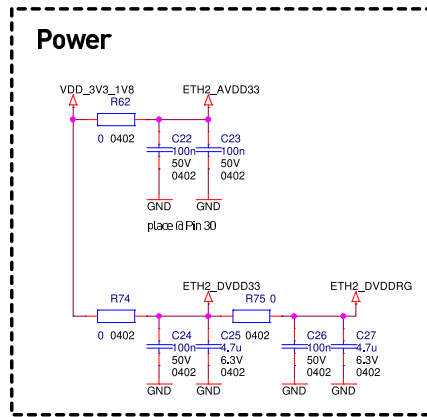 Power
VDD_3V3_1V8
ETH2_AVDD33
R62
0 0402
C22
100n
50V
0402
C23
100n
50V
0402
GND
GND
place @ Pin 30
ETH2_DVDD33
ETH2_DVDDRG
R74
0 0402
R75 0
0402
C24
100n
50V
0402
C25
4.7u
6.3V
0402
C26
100n
50V
0402
C27
4.7u
6.3V
0402
GND
GND
GND
GND